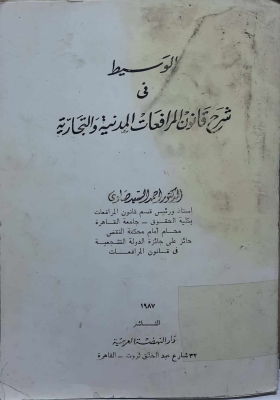 الوسيط
في
شرح قانون المرافعات المدنية والتجارية
الدكتور احمد السيد صاوى
أستاذ ورئيس قسم قانون المرافعات
بكلية الحقوق - جامعة القاهرة
محام أمام محكمة النقض
حائز على جائزة الدولة التشجيعية
في قانون المرافعات
١٩٨٧
الناشر
دار النهضة العربية
٣٢ شارع عبد الخالق ثروت - القاهرة